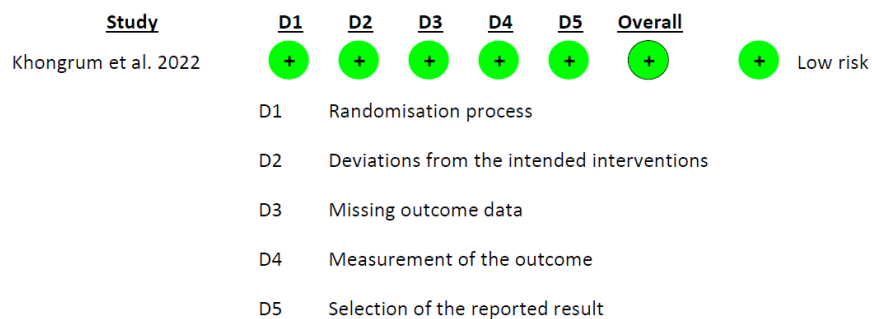 Study D1 D2 D3 D4 D5 Overall
Khongrum et al. 2022 + + + + + + + Low risk
D1 Randomisation process
D2 Deviations from the intended interventions
D3 Missing outcome data
D4 Measurement of the outcome
D5 Selection of the reported result